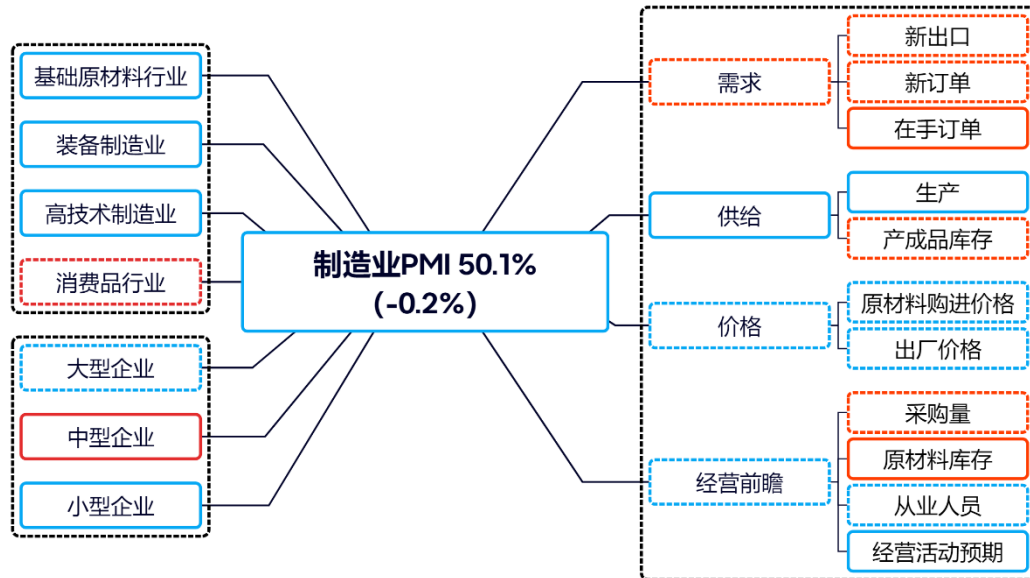 基础原材料行业
装备制造业
高技术制造业
消费品行业
大型企业
中型企业
小型企业
制造业PMI 50.1%
（-0.2%）
需求
新出口
新订单
在手订单
供给
生产
产成品库存
价格
原材料购进价格
出厂价格
经营前瞻
采购量
原材料库存
从业人员
经营活动预期